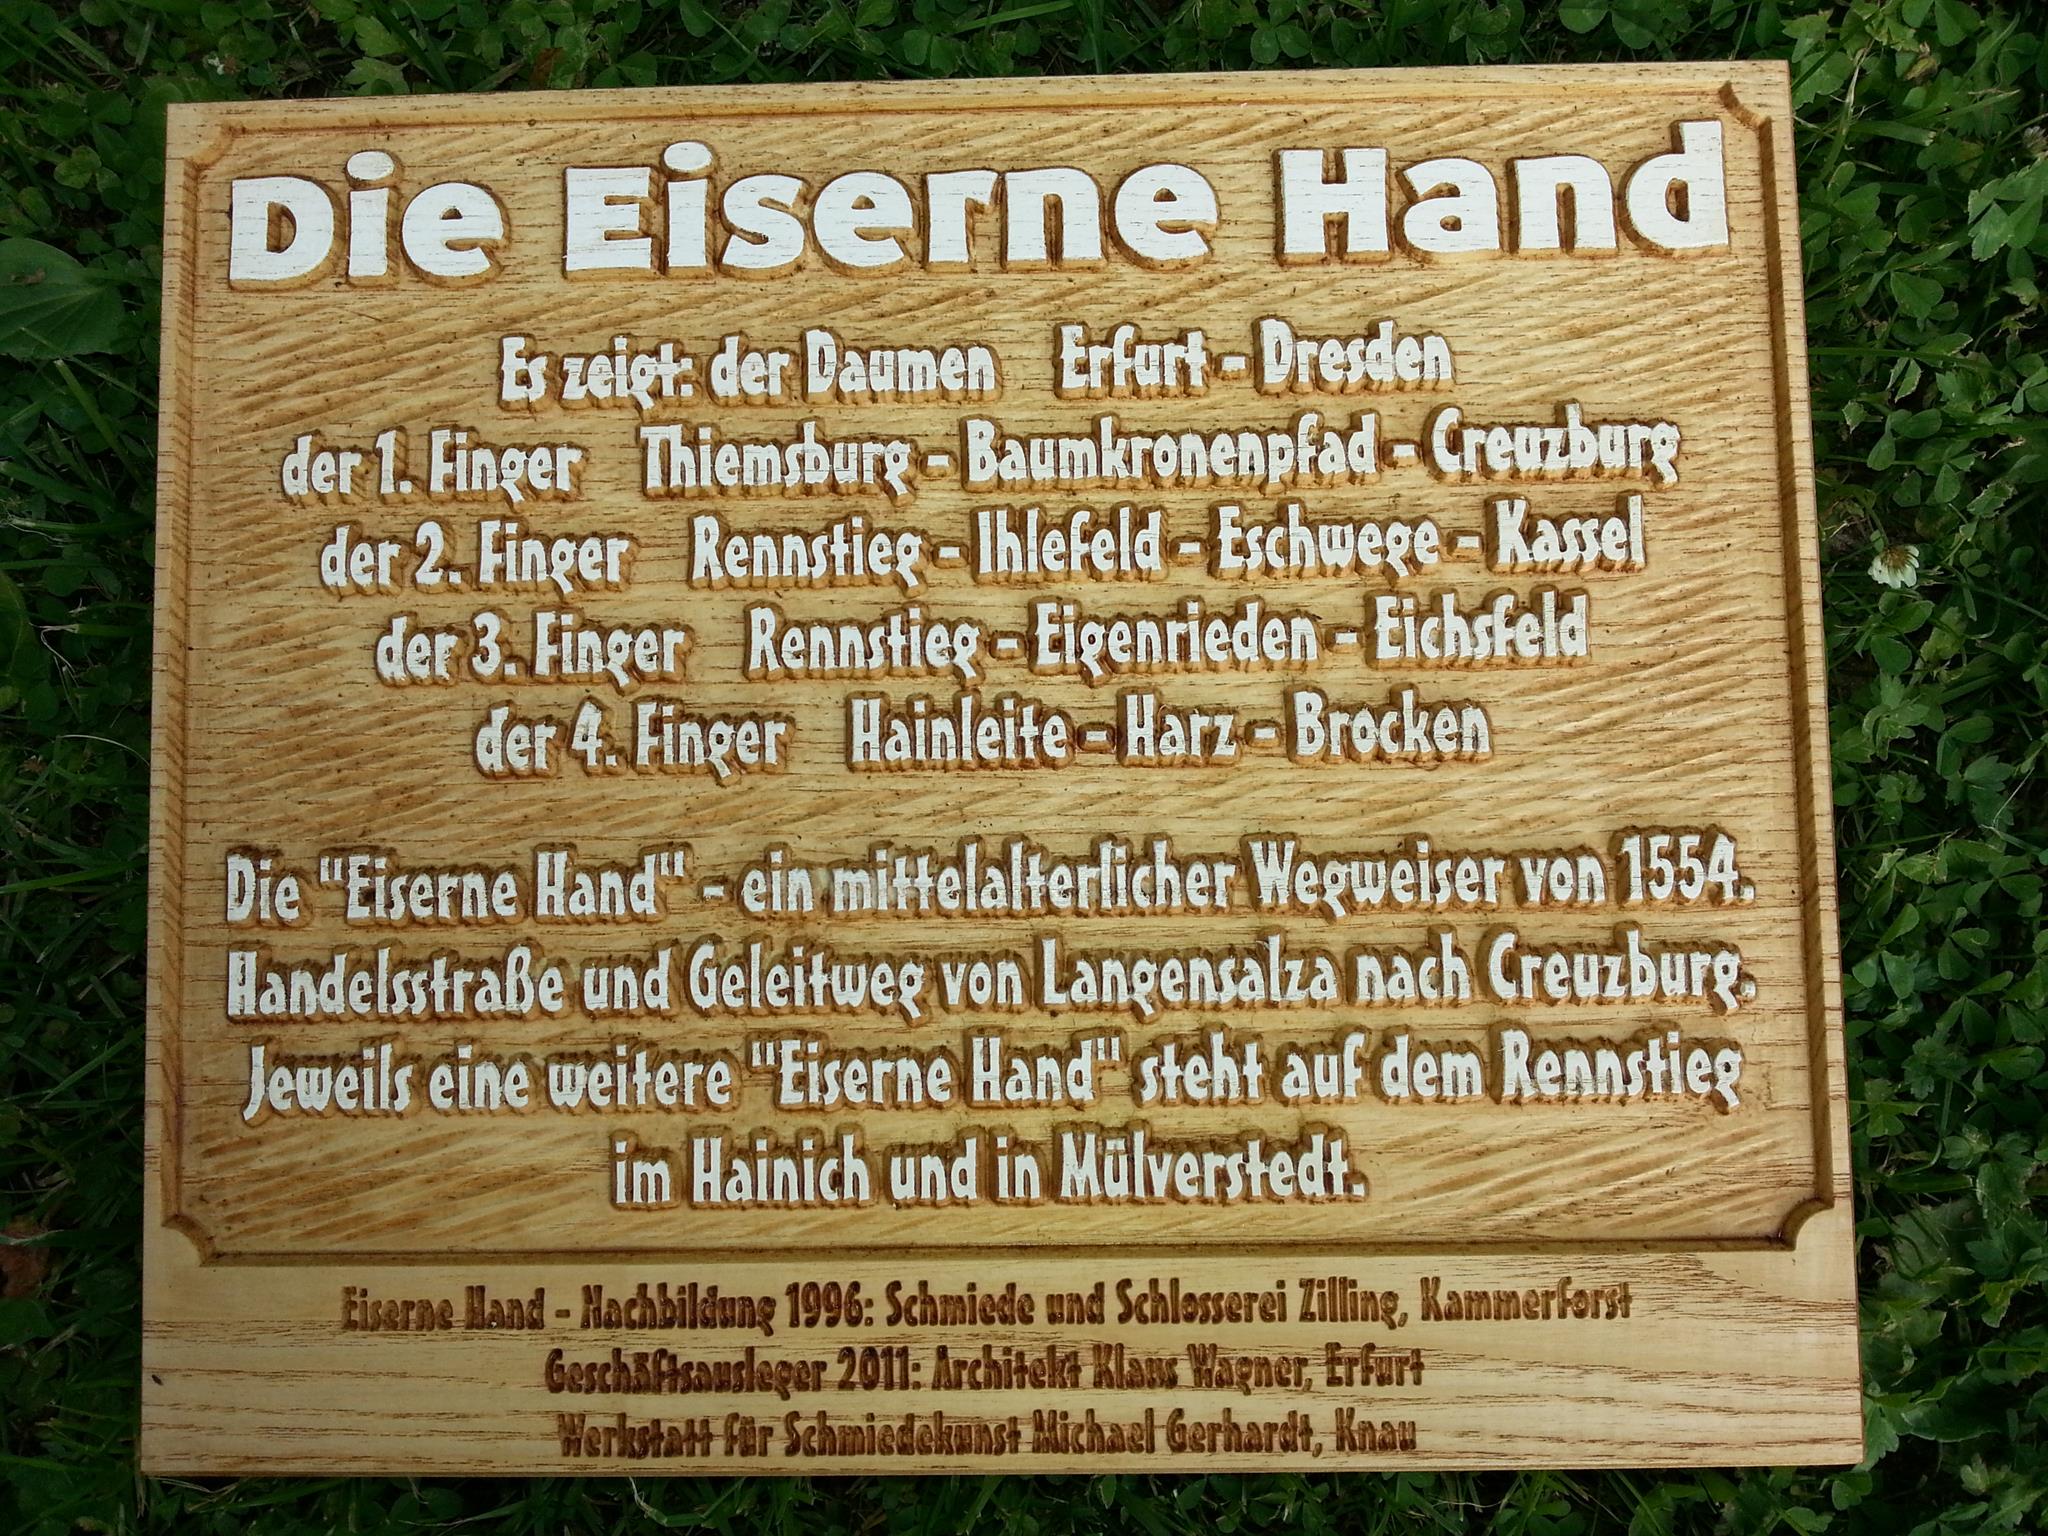 Die Eiserne Hand
Es zeigt: der Daumen Erfurt - Dresden
der 1. Finger Thiemsburg - Baumkronenpfad - Creuzburg
der 2. Finger Rennstieg - Ihlefeld - Eschwege - Kassel
der 3. Finger Rennstieg - Eigenrieden - Eichsfeld
der 4. Finger Hainleite - Harz - Brocken
Die "Eiserne Hand" - ein mittelalterlicher Wegweiser von 1554.
Handelsstraße und Geleitweg von Langensalza nach Creuzburg.
Jeweils eine weitere "Eiserne Hand" steht auf dem Rennstieg
im Hainich und in Mülverstedt.
Eiserne Hand - Nachbildung 1996: Schmiede und Schlosserei Zilling, Kammerforst
Geschäftsausleger 2011: Architekt Klaus Wagner, Erfurt
Werkstatt für Schmiedekunst Michael Gerhardt, Knau